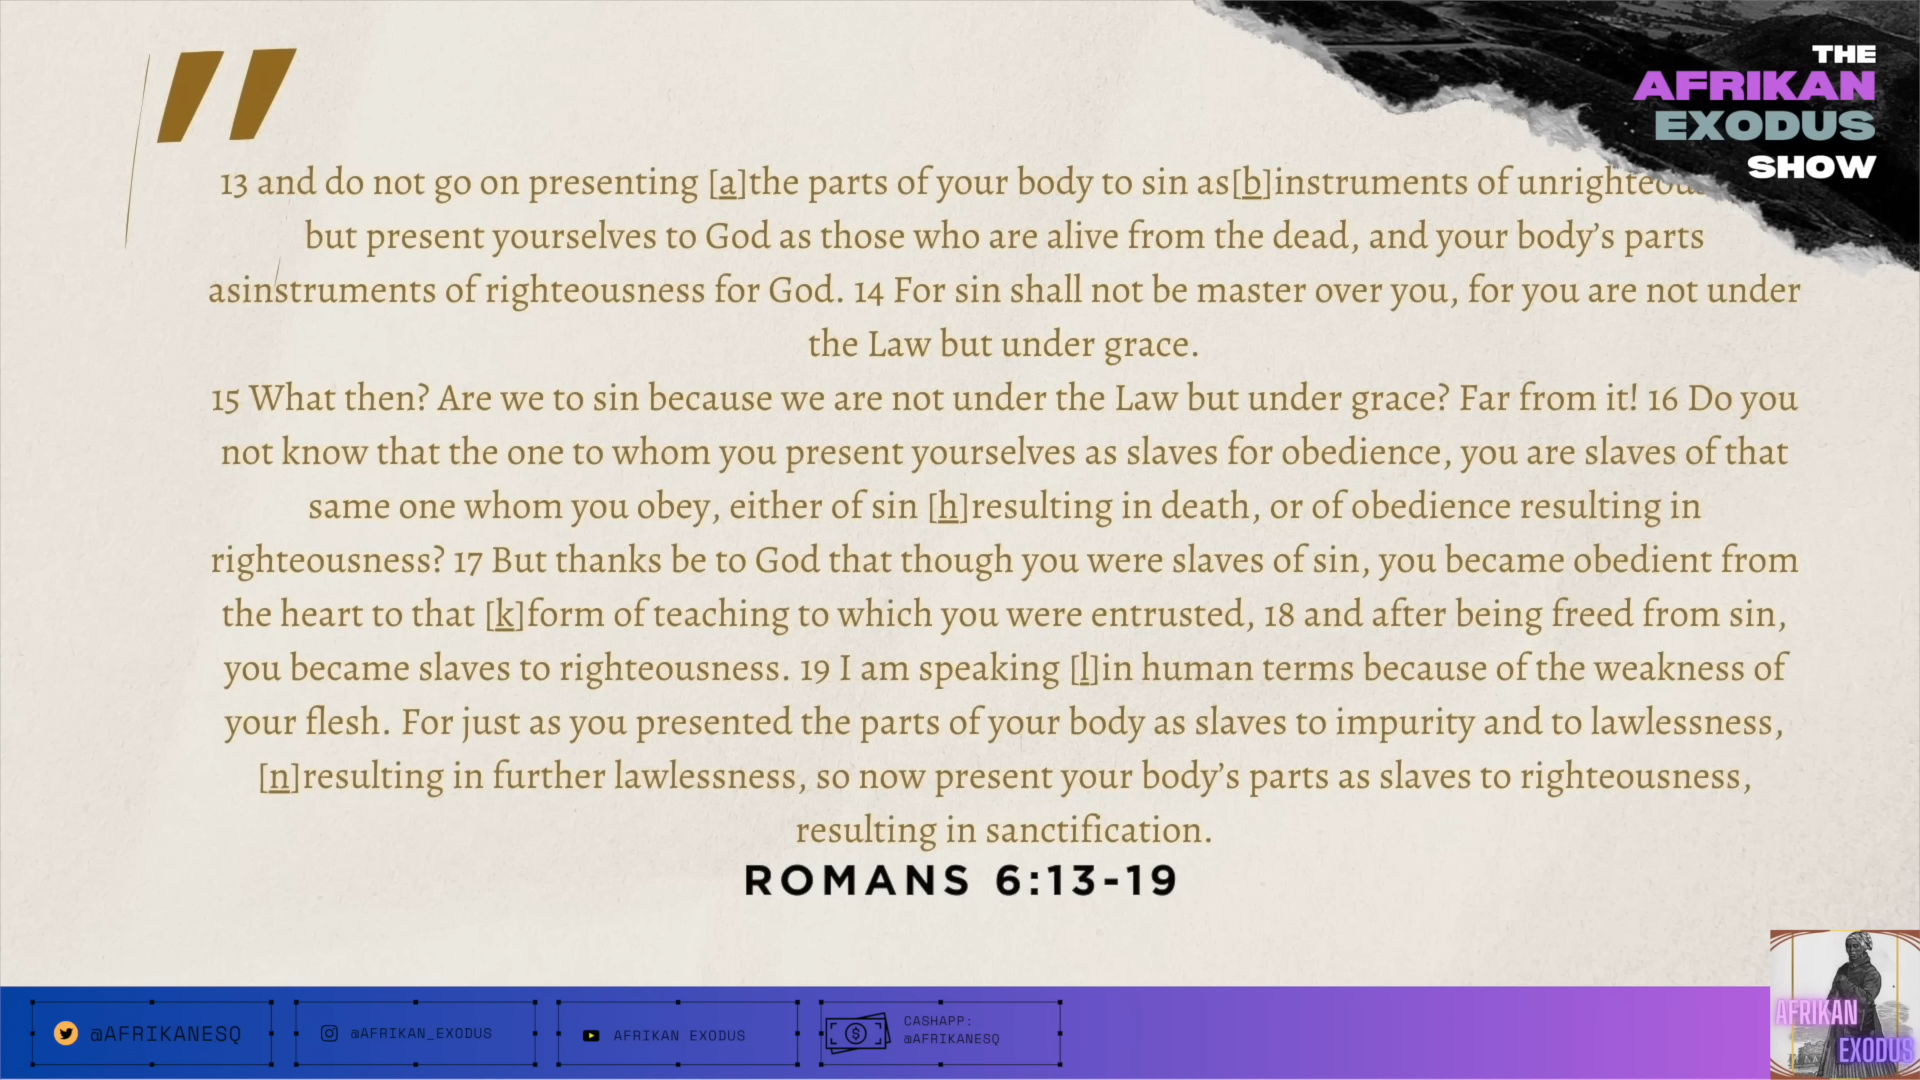 "
THE
AFRIKAN
EXODUS
SHOW
13 and do not go on presenting [a]the parts of your body to sin as[b]instruments of
but present yourselves to God as those who are alive from the dead, and your body's parts
asinstruments of righteousness for God. 14 For sin shall not be master over you, for you are not under
the Law but under grace.
15 What then? Are we to sin because we are not under the Law but under grace? Far from it! 16 Do you
not know that the one to whom you present yourselves as slaves for obedience, you are slaves of that
same one whom you obey, either of sin [h]resulting in death, or of obedience resulting in
righteousness? 17 But thanks be to God that though you were slaves of sin, you became obedient from
the heart to that [k]form of teaching to which you were entrusted, 18 and after being freed from sin,
you became slaves to righteousness. 19 I am speaking [l]in human terms because of the weakness of
your flesh. For just as you presented the parts of your body as slaves to impurity and to lawlessness,
[n]resulting in further lawlessness, so now present your body's parts as slaves to righteousness,
resulting in sanctification.
ROMANS 6:13-19
@AFRIKANESQ
@AFRIKAN_EXODUS
AFRIKAN EXODUS
CASHAPP:
@AFRIKANESQ
AFRIKAN
EXODUS